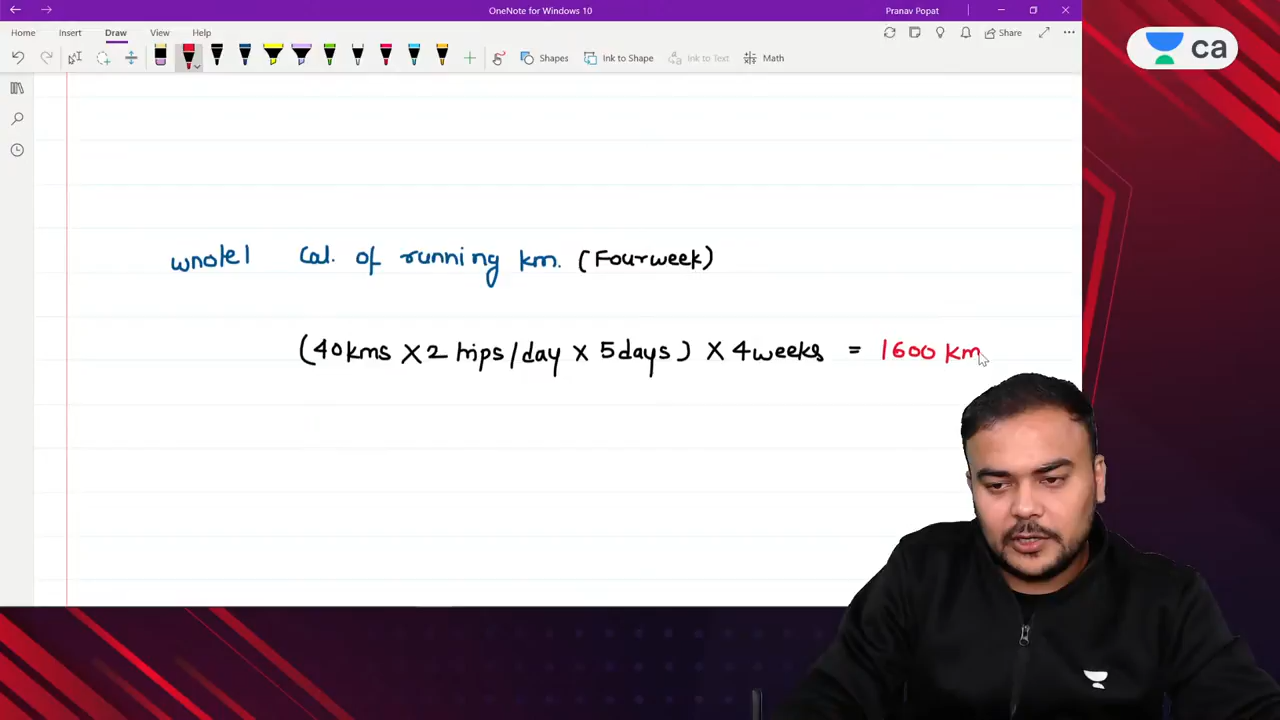 OneNote for Windows 10
Pranav Popat
Home Insert Draw View Help
Share
Shapes Ink to Shape Ink to Text Math
ca
wnote1 Cal. of running km. (Fourweek)
(40kms X 2 trips/day x 5days) X 4weeks = 1600 km